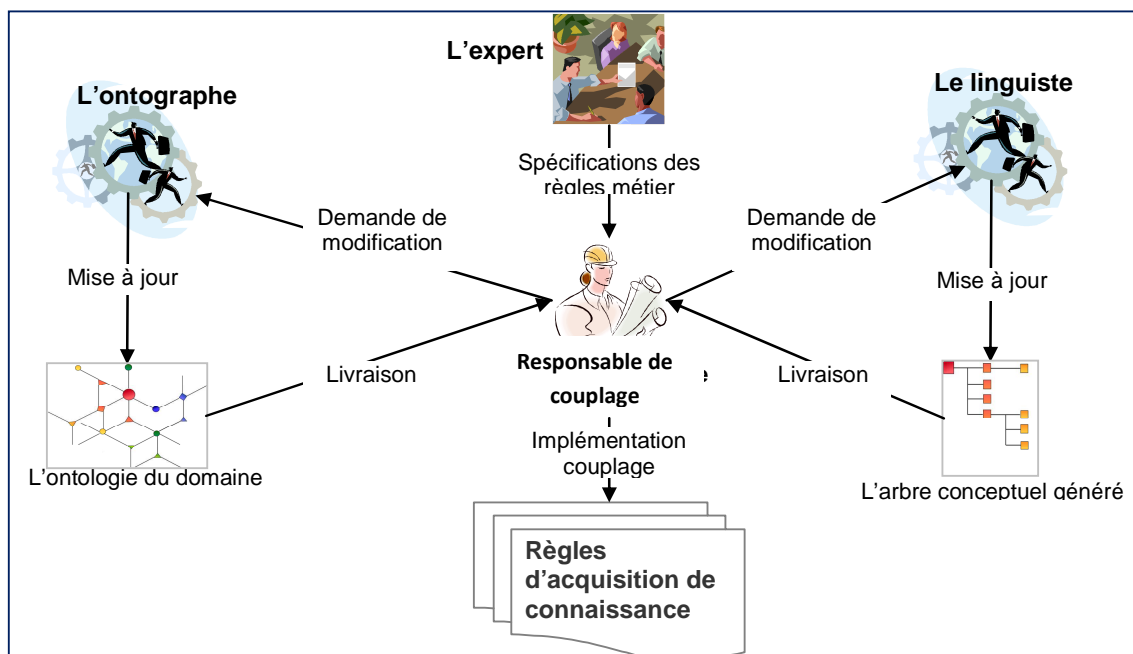 L'expert
L'ontographe
Le linguiste
Spécifications des
règles métier
Demande de
modification
Demande de
modification
Mise à jour
Mise à jour
Livraison
Responsable de
couplage
e
Livraison
Implémentation
couplage
L'ontologie du domaine
L'arbre conceptuel généré
Règles
d'acquisition de
connaissance